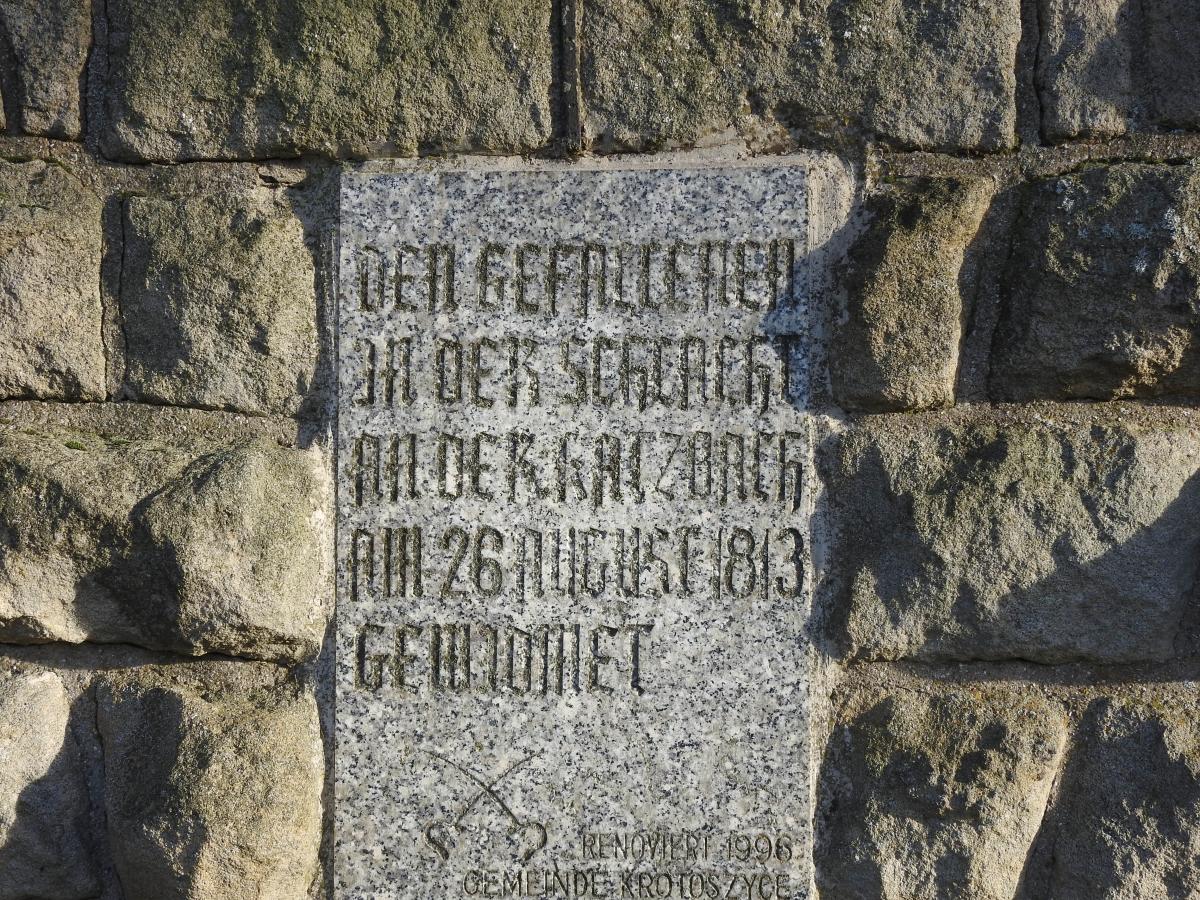 DEN GEFALLENEN
IN DER SCHLACHT
AN DER KATZBACH
AM 26 AUGUST 1813
GEWIDMET
RENOVIERT 1996
GEMEINDE KROTOSZYCE